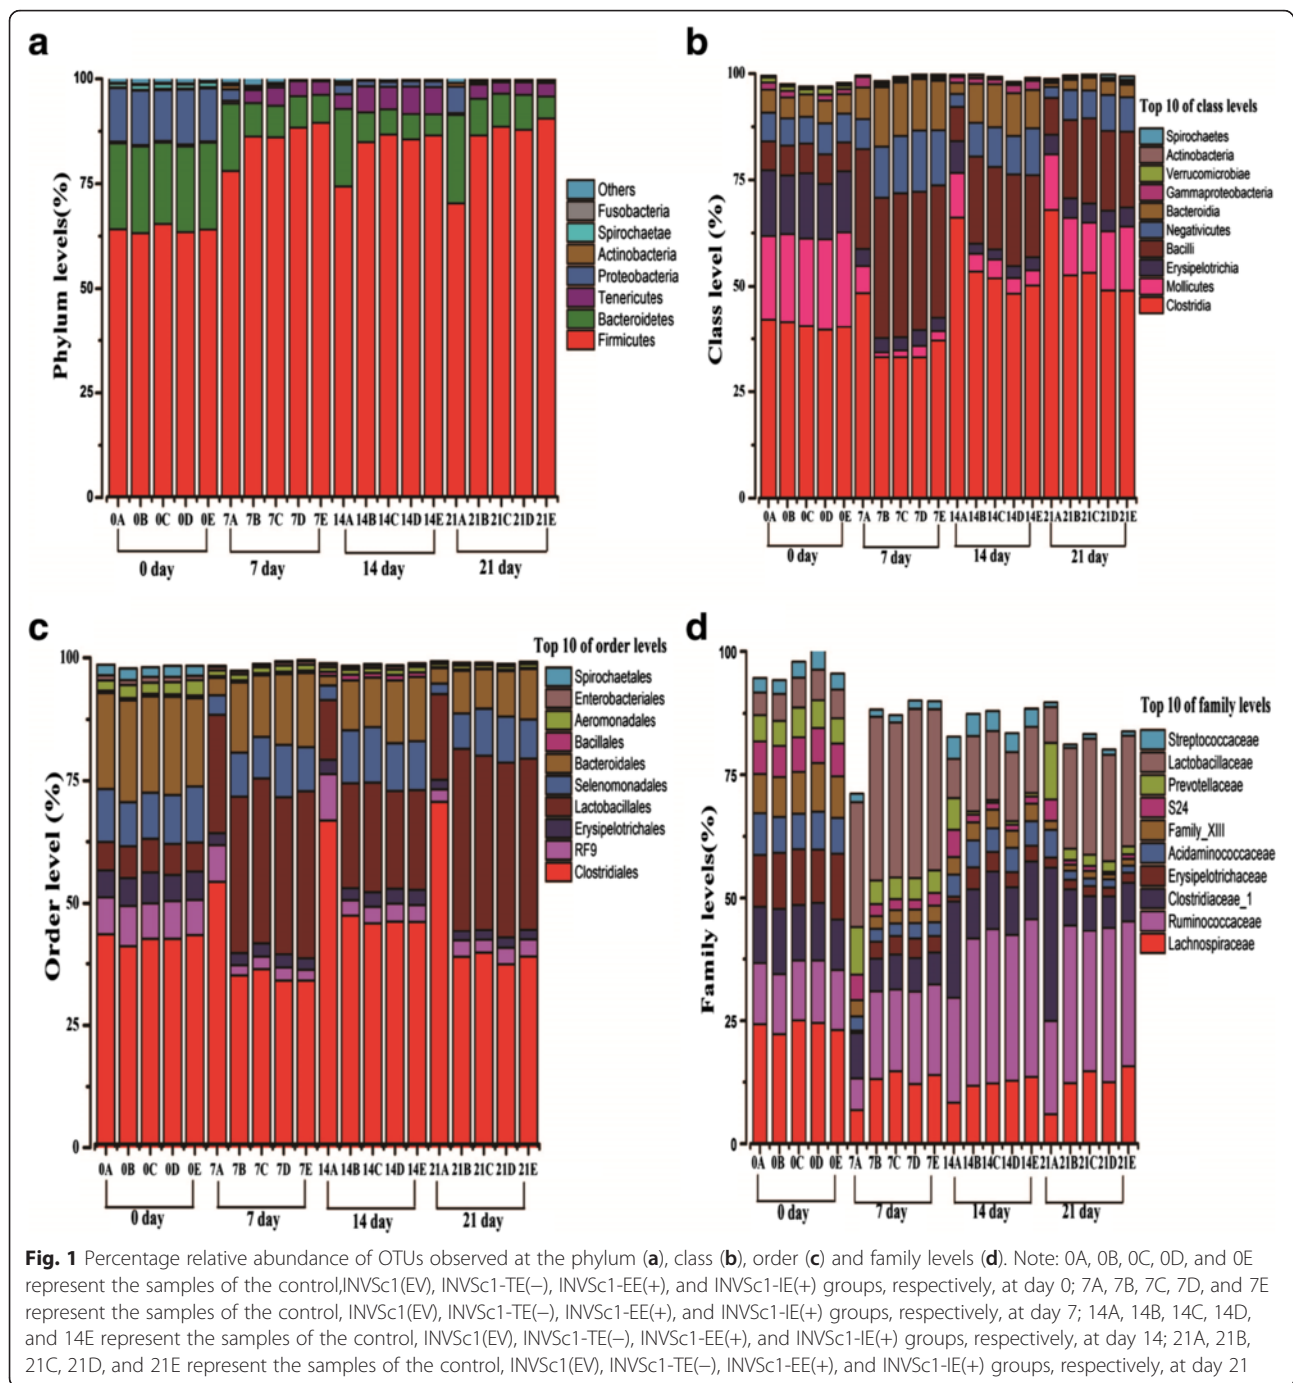 a
Phylum levels(%)
100
75
50
25
0
0A 0B 0C 0D 0E 7A 7B 7C 7D 7E 14A 14B 14C 14D 14E 21A 21B 21C 21D 21E
0 day 7 day 14 day 21 day
Others
Fusobacteria
Spirochaetae
Actinobacteria
Proteobacteria
Tenericutes
Bacteroidetes
Firmicutes
b
Class level (%)
100
75
50
25
0
0A 0B 0C 0D 0E 7A 7B 7C 7D 7E 14A 14B 14C 14D 14E 21A 21B 21C 21D 21E
0 day 7 day 14 day 21 day
Top 10 of class levels
Spirochaetes
Actinobacteria
Verrucomicrobiae
Gammaproteobacteria
Bacteroidia
Negativicutes
Bacilli
Erysipelotrichia
Mollicutes
Clostridia
c
Order level (%)
100
75
50
25
0
0A 0B 0C 0D 0E 7A 7B 7C 7D 7E 14A 14B 14C 14D 14E 21A 21B 21C 21D 21E
0 day 7 day 14 day 21 day
Top 10 of order levels
Spirochaetales
Enterobacteriales
Aeromonadales
Bacillales
Bacteroidales
Selenomonadales
Lactobacillales
Erysipelotrichales
RF9
Clostridiales
d
Family levels(%)
100
75
50
25
0
0A 0B 0C 0D 0E 7A 7B 7C 7D 7E 14A 14B 14C 14D 14E 21A 21B 21C 21D 21E
0 day 7 day 14 day 21 day
Top 10 of family levels
Streptococcaceae
Lactobacillaceae
Prevotellaceae
S24
Family_XIII
Acidaminococcaceae
Erysipelotrichaceae
Clostridiaceae_1
Ruminococcaceae
Lachnospiraceae
Fig. 1 Percentage relative abundance of OTUs observed at the phylum (a), class (b), order (c) and family levels (d). Note: 0A, 0B, 0C, 0D, and 0E
represent the samples of the control,INVSc1(EV), INVSc1-TE(−), INVSc1-EE(+), and INVSc1-IE(+) groups, respectively, at day 0; 7A, 7B, 7C, 7D, and 7E
represent the samples of the control, INVSc1(EV), INVSc1-TE(−), INVSc1-EE(+), and INVSc1-IE(+) groups, respectively, at day 7; 14A, 14B, 14C, 14D,
and 14E represent the samples of the control, INVSc1(EV), INVSc1-TE(−), INVSc1-EE(+), and INVSc1-IE(+) groups, respectively, at day 14; 21A, 21B,
21C, 21D, and 21E represent the samples of the control, INVSc1(EV), INVSc1-TE(−), INVSc1-EE(+), and INVSc1-IE(+) groups, respectively, at day 21